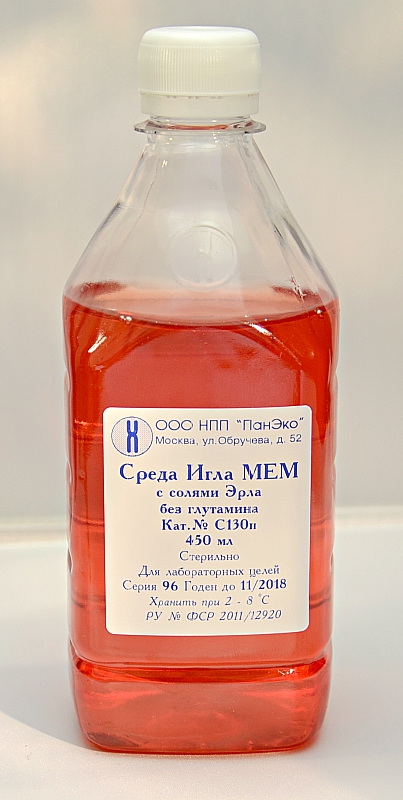 ООО НПП "ПанЭко"
Москва, ул.Обручева, д. 52
Среда Игла МЕМ
с солями Эрла
без глутамина
Кат.№ С130п
450 мл
Стерильно
Для лабораторных целей
Серия 96 Годен до 11/2018
Хранить при 2 - 8 °С
РУ № ФСР 2011/12920